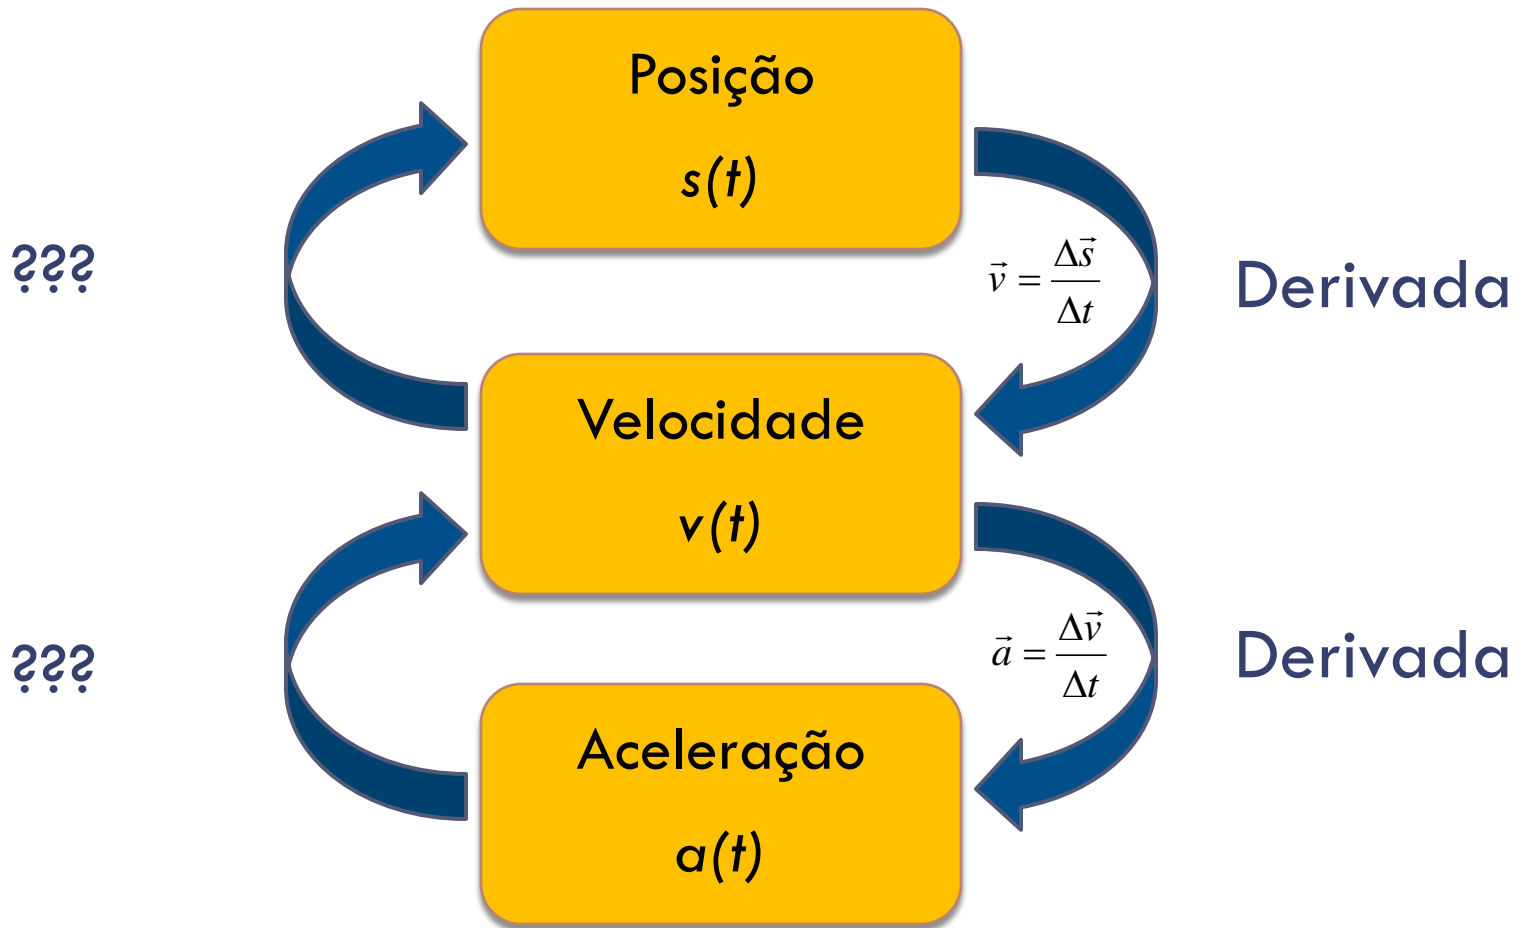 Posição
s(t)
???
v⃗ = Δs⃗ / Δt
Derivada
Velocidade
v(t)
???
a⃗ = Δv⃗ / Δt
Derivada
Aceleração
a(t)